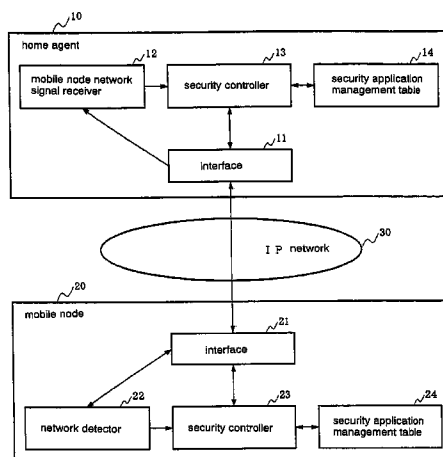 10
home agent
12
13
14
mobile node network
signal receiver
security controller
security application
management table
11
interface
30
I P network
20
mobile node
21
interface
22
23
24
network detector
security controller
security application
management table